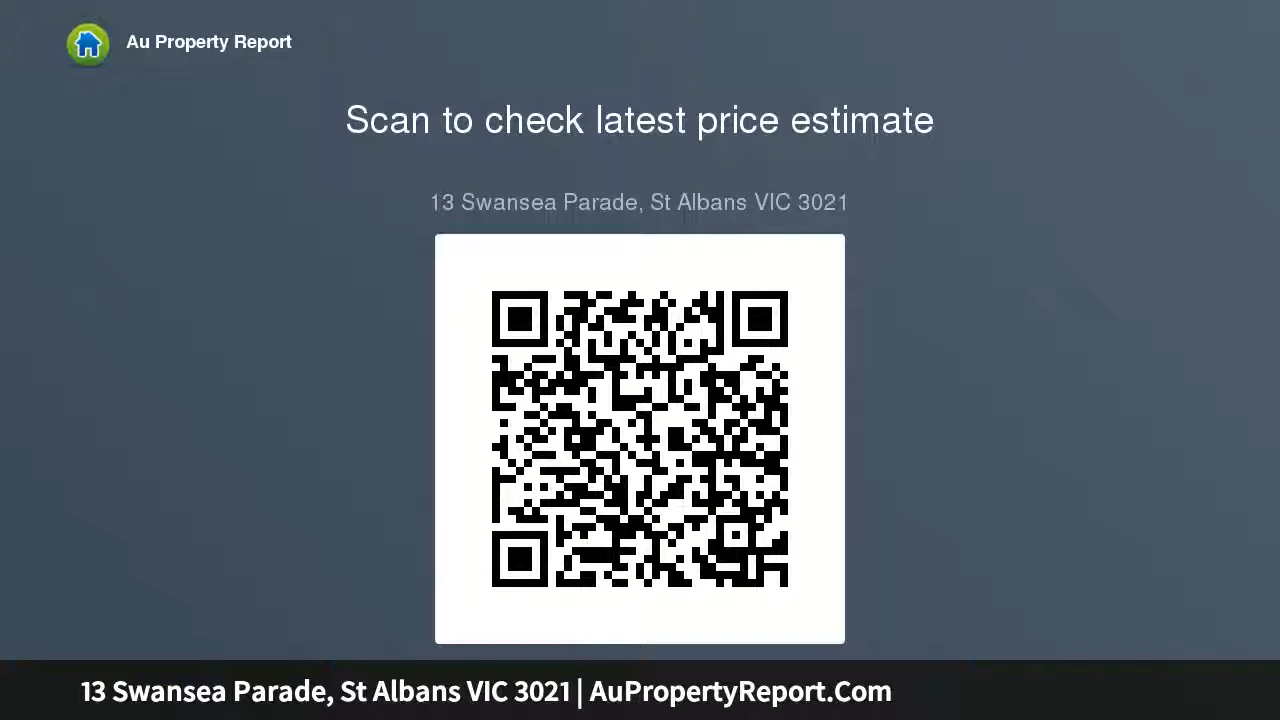 Au Property Report
Scan to check latest price estimate
13 Swansea Parade, St Albans VIC 3021
13 Swansea Parade, St Albans VIC 3021 | AuPropertyReport.Com